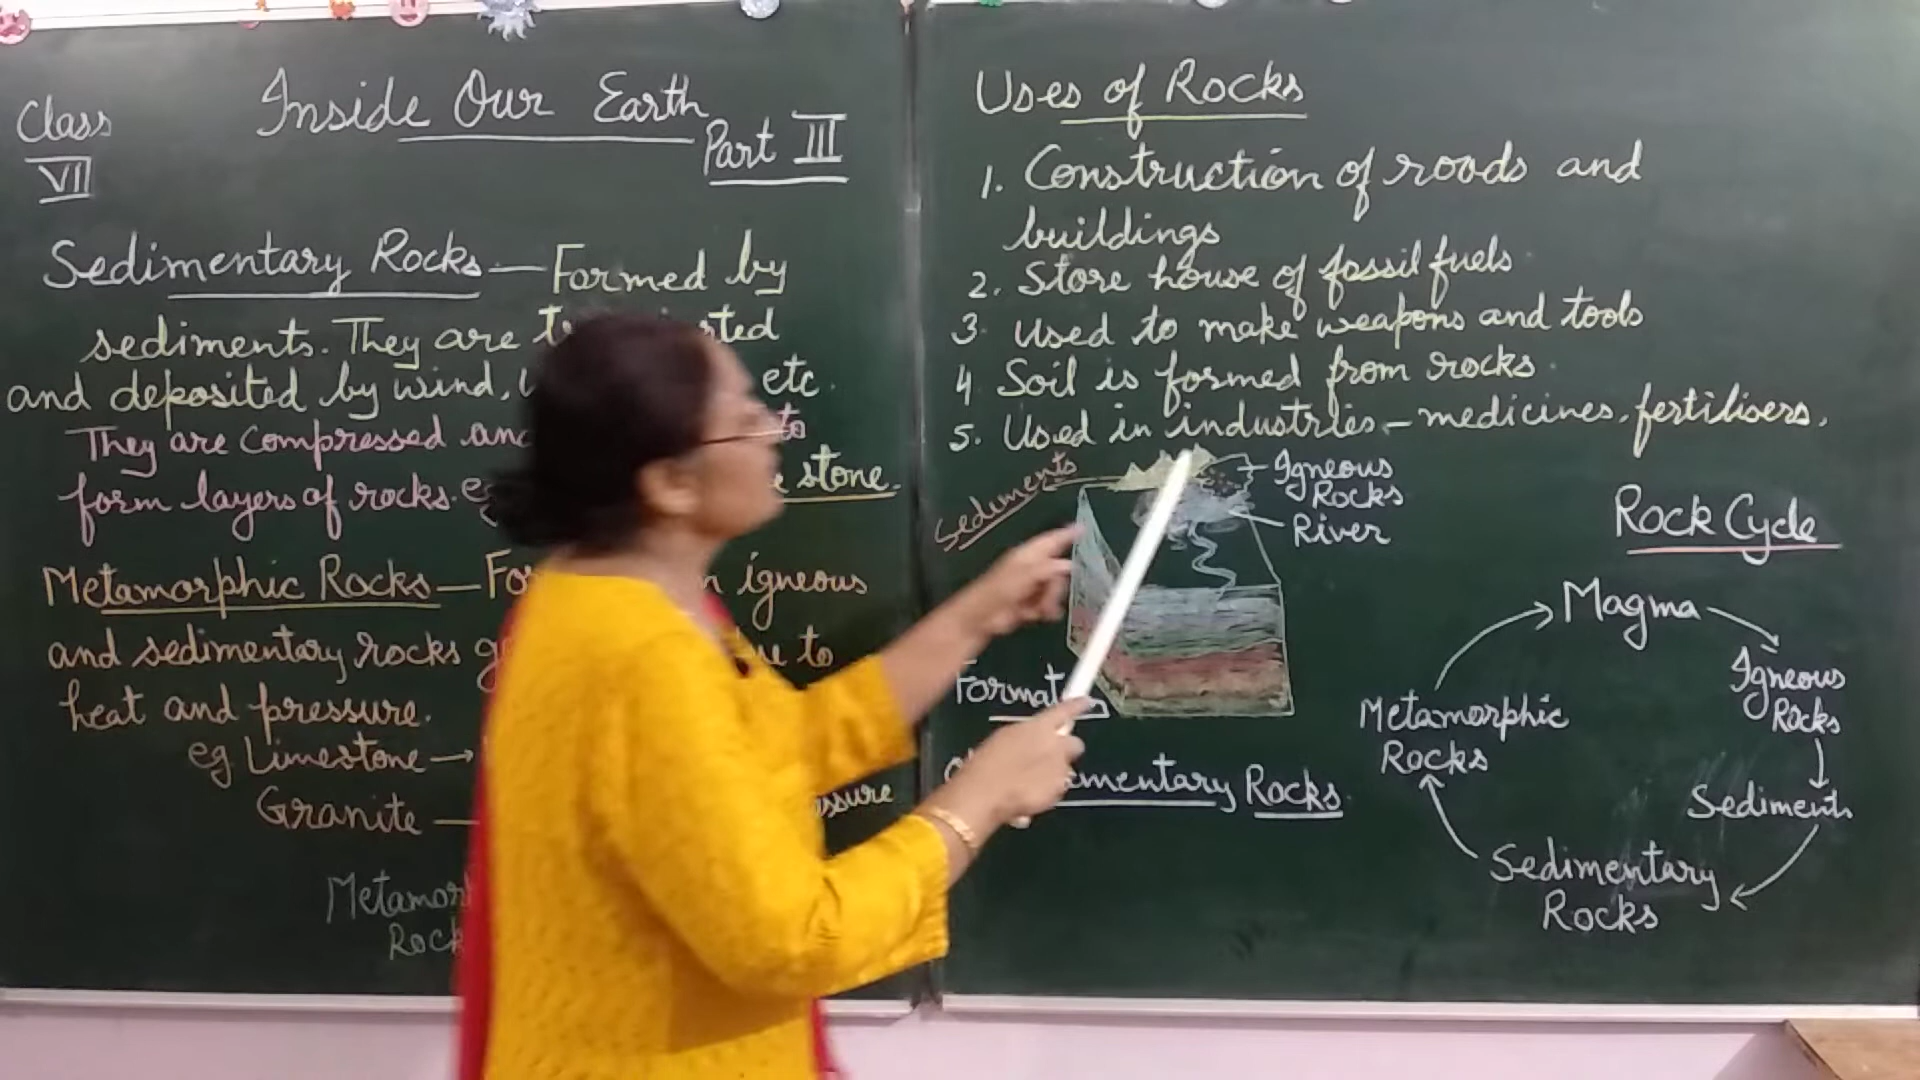 Class
VII
Inside Our Earth
Part III
Sedimentary Rocks — Formed by
sediments. They are
and deposited by wind, etc.
They are compressed and to
form layers of rocks. eg stone.
Metamorphic Rocks — igneous
and sedimentary rocks to
heat and pressure.
eg Limestone →
Granite —
Rock
Uses of Rocks
1. Construction of roads and
buildings
2. Store house of fossil fuels.
3. Used to make weapons and tools
4 Soil is formed from rocks.
5. Used in industries – medicines, fertilisers.
Sediments
Igneous
Rocks
River
Rocks.
Rock Cycle
Magma
Igneous
Rocks
Sediments
Sedimentary
Rocks
Metamorphic
Rocks